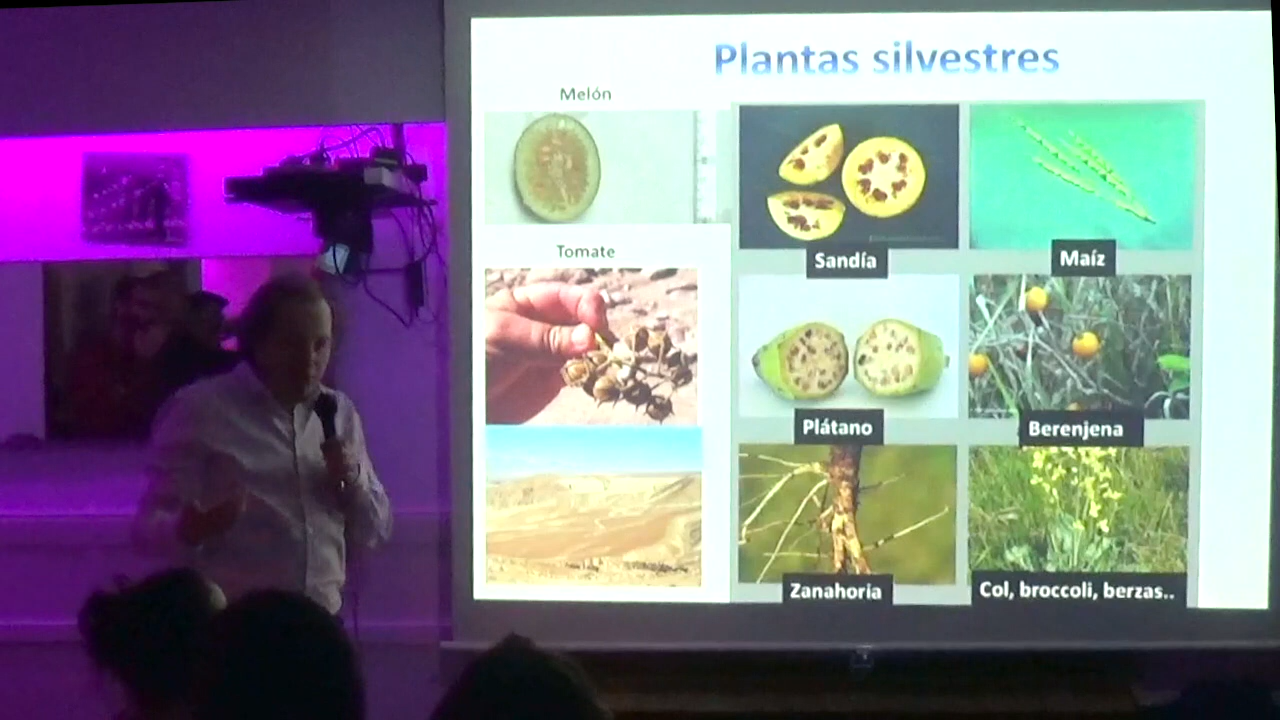 Plantas silvestres
Melón
Tomate
Sandía
Maíz
Plátano
Berenjena
Zanahoria
Col, broccoli, berzas..